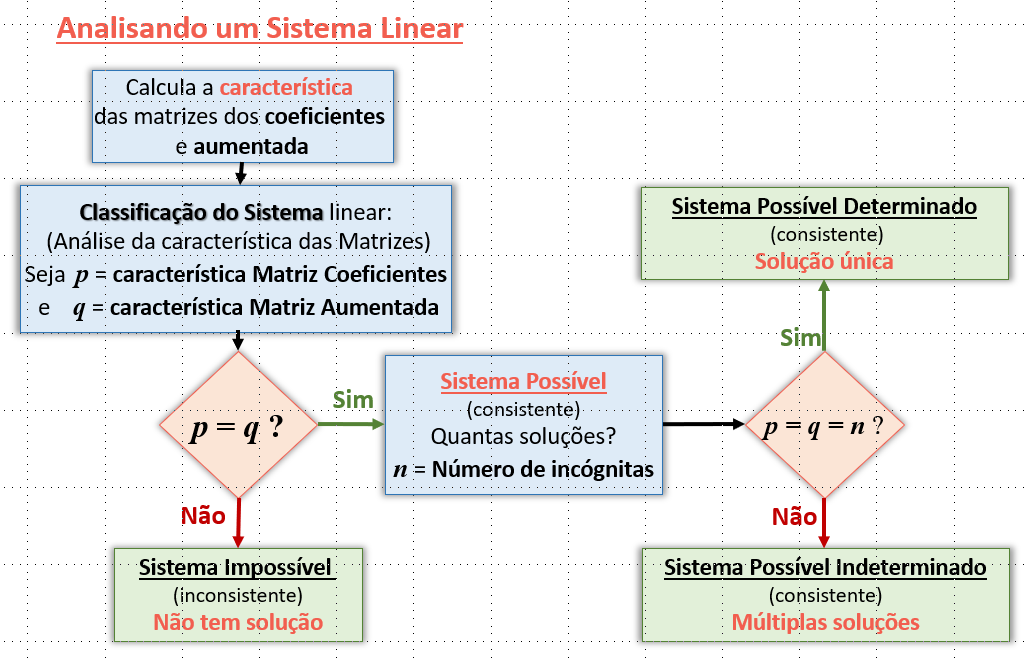 Analisando um Sistema Linear
Calcula a característica
das matrizes dos coeficientes
e aumentada
Classificação do Sistema linear:
(Análise da característica das Matrizes)
Seja p = característica Matriz Coeficientes
e q = característica Matriz Aumentada
p = q ?
Sim
Não
Sistema Impossível
(inconsistente)
Não tem solução
Sistema Possível
(consistente)
Quantas soluções?
n = Número de incógnitas
p = q = n ?
Sim
Sistema Possível Determinado
(consistente)
Solução única
Não
Sistema Possível Indeterminado
(consistente)
Múltiplas soluções